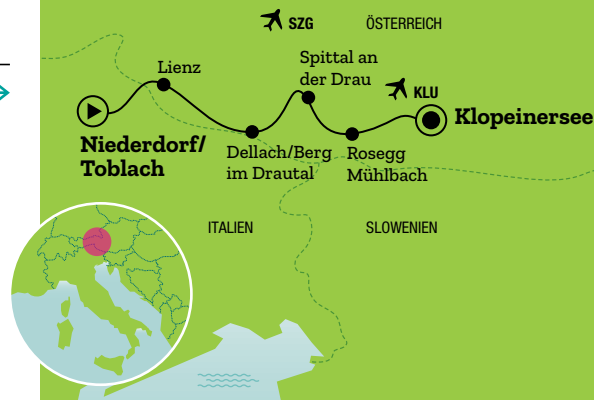 SZG
ÖSTERREICH
Lienz
Spittal an
der Drau
KLU
Klopeinersee
Niederdorf/
Toblach
Dellach/Berg
im Drautal
Rosegg
Mühlbach
ITALIEN
SLOWENIEN